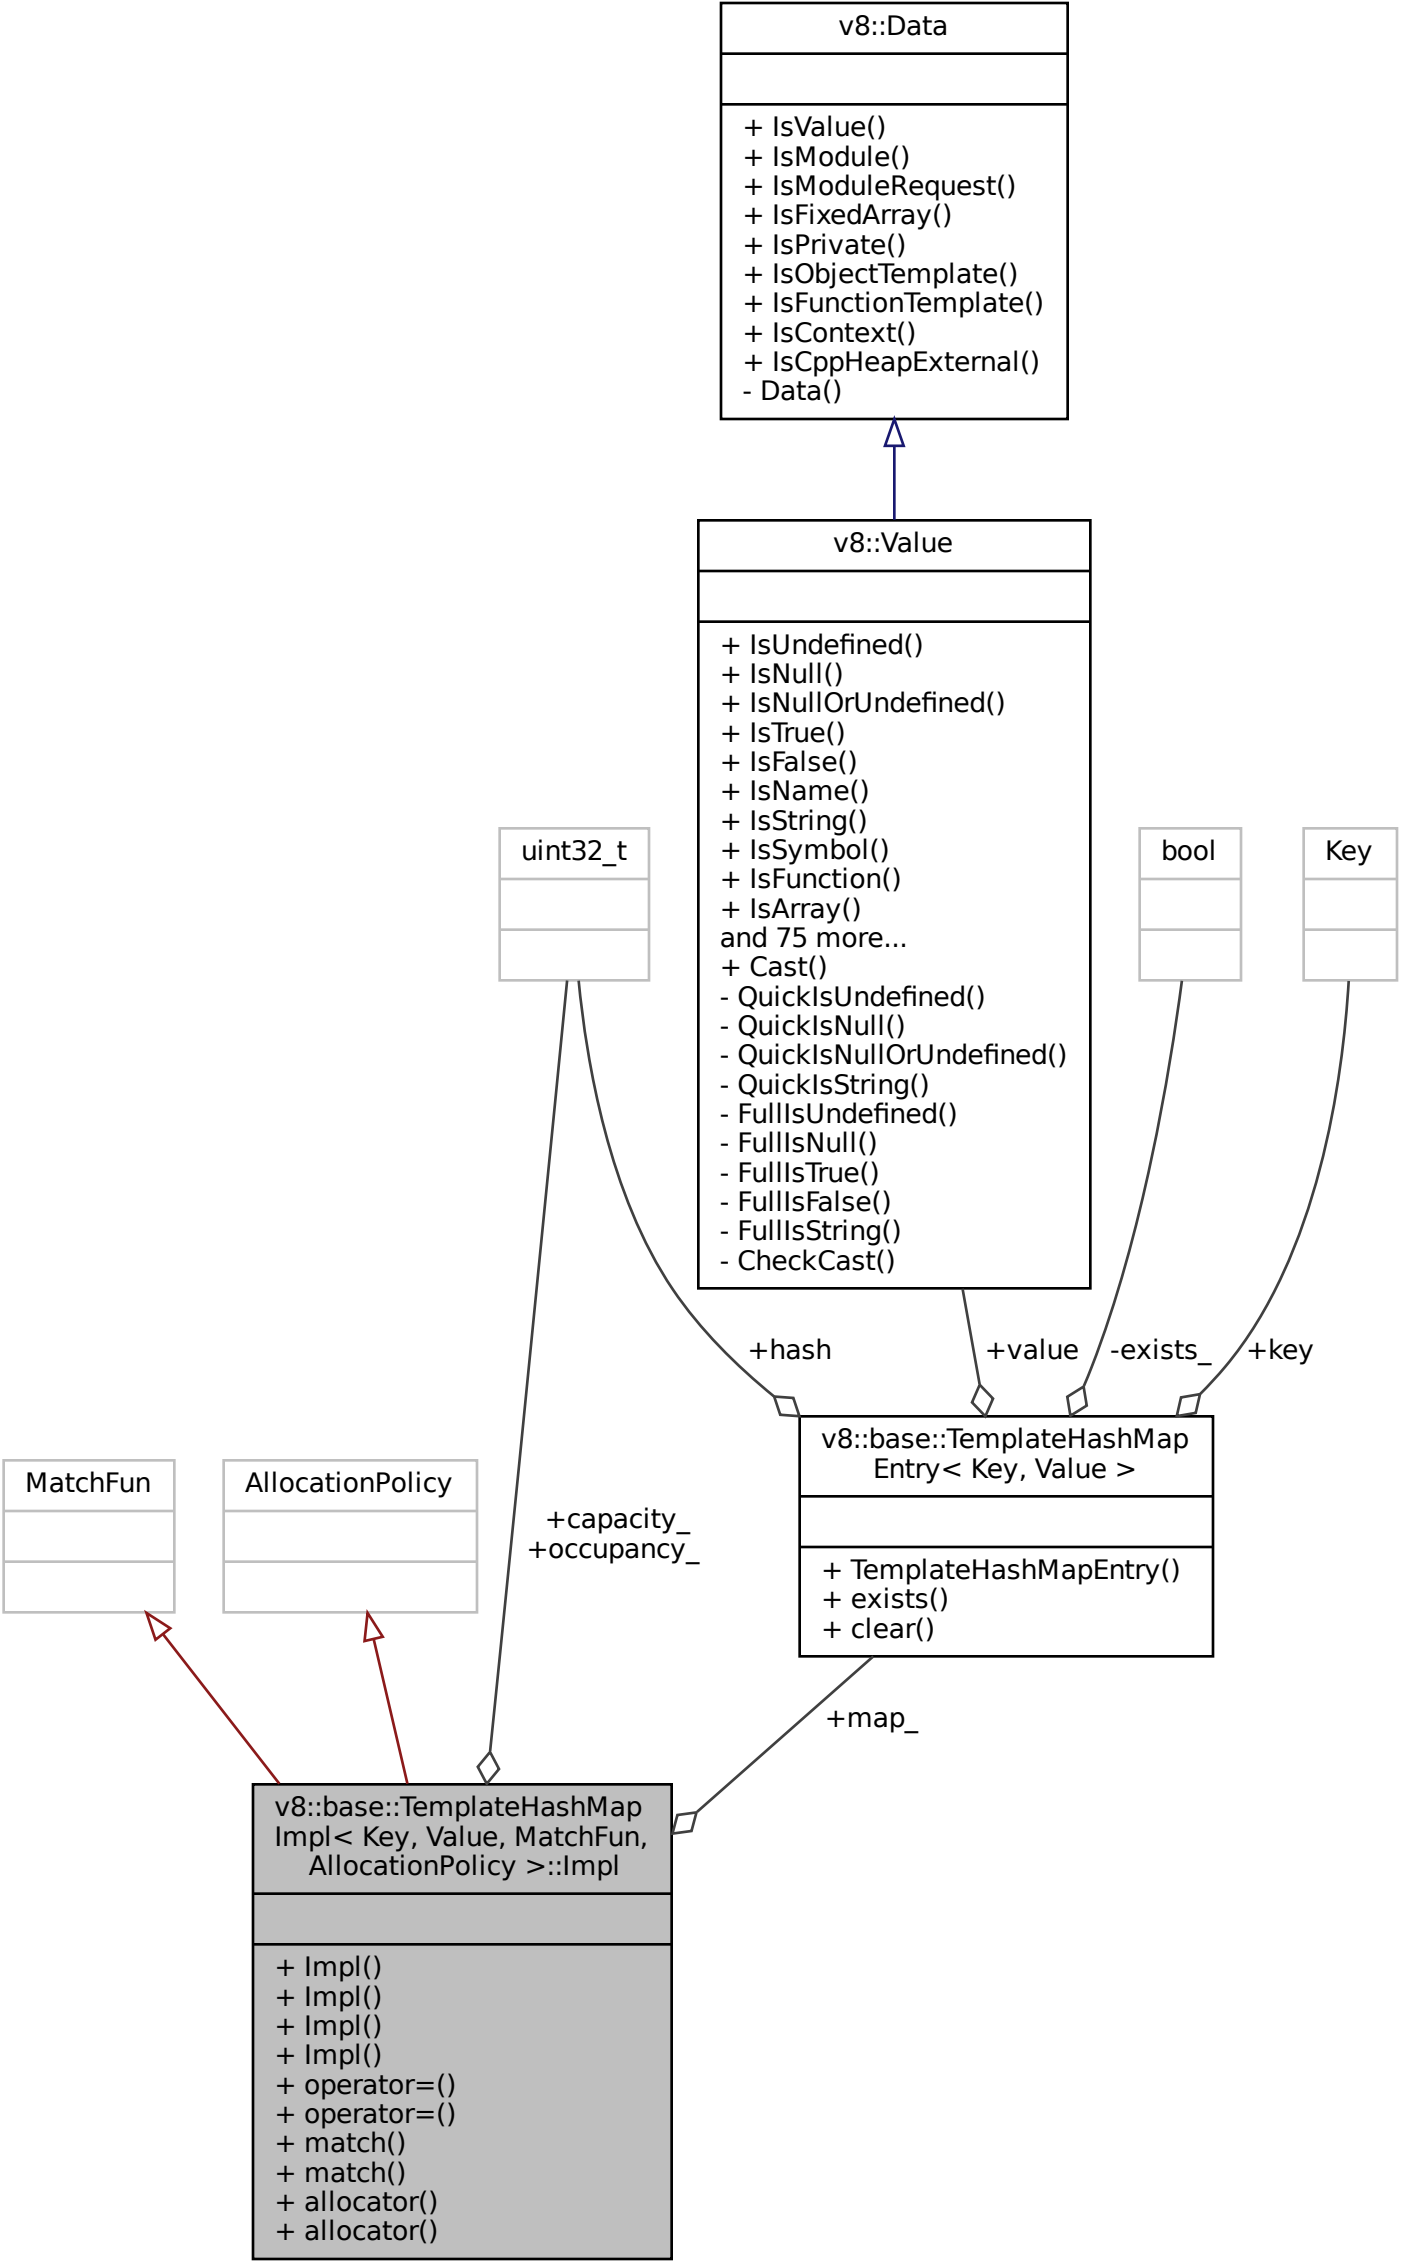 v8::Data
+ IsValue()
+ IsModule()
+ IsModuleRequest()
+ IsFixedArray()
+ IsPrivate()
+ IsObjectTemplate()
+ IsFunctionTemplate()
+ IsContext()
+ IsCppHeapExternal()
- Data()
v8::Value
+ IsUndefined()
+ IsNull()
+ IsNullOrUndefined()
+ IsTrue()
+ IsFalse()
+ IsName()
+ IsString()
+ IsSymbol()
+ IsFunction()
+ IsArray()
and 75 more...
+ Cast()
- QuickIsUndefined()
- QuickIsNull()
- QuickIsNullOrUndefined()
- QuickIsString()
- FullIsUndefined()
- FullIsNull()
- FullIsTrue()
- FullIsFalse()
- FullIsString()
- CheckCast()
uint32_t
bool
Key
+hash
+value
-exists_
+key
v8::base::TemplateHashMap
Entry< Key, Value >
+ TemplateHashMapEntry()
+ exists()
+ clear()
MatchFun
AllocationPolicy
+capacity_
+occupancy_
+map_
v8::base::TemplateHashMap
Impl< Key, Value, MatchFun,
AllocationPolicy >::Impl
+ Impl()
+ Impl()
+ Impl()
+ Impl()
+ operator=()
+ operator=()
+ match()
+ match()
+ allocator()
+ allocator()